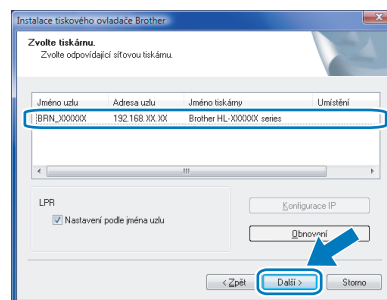 Instalace tiskového ovladače Brother
Zvolte tiskárnu.
Zvolte odpovídající síťovou tiskárnu.
Jméno uzlu Adresa uzlu Jméno tiskárny Umístění
BRN_XXXXXX 192.168.XX.XX Brother HL-XXXXXX series
LPR
Nastavení podle jména uzlu
Konfigurace IP
Obnovení
< Zpět Další > Storno